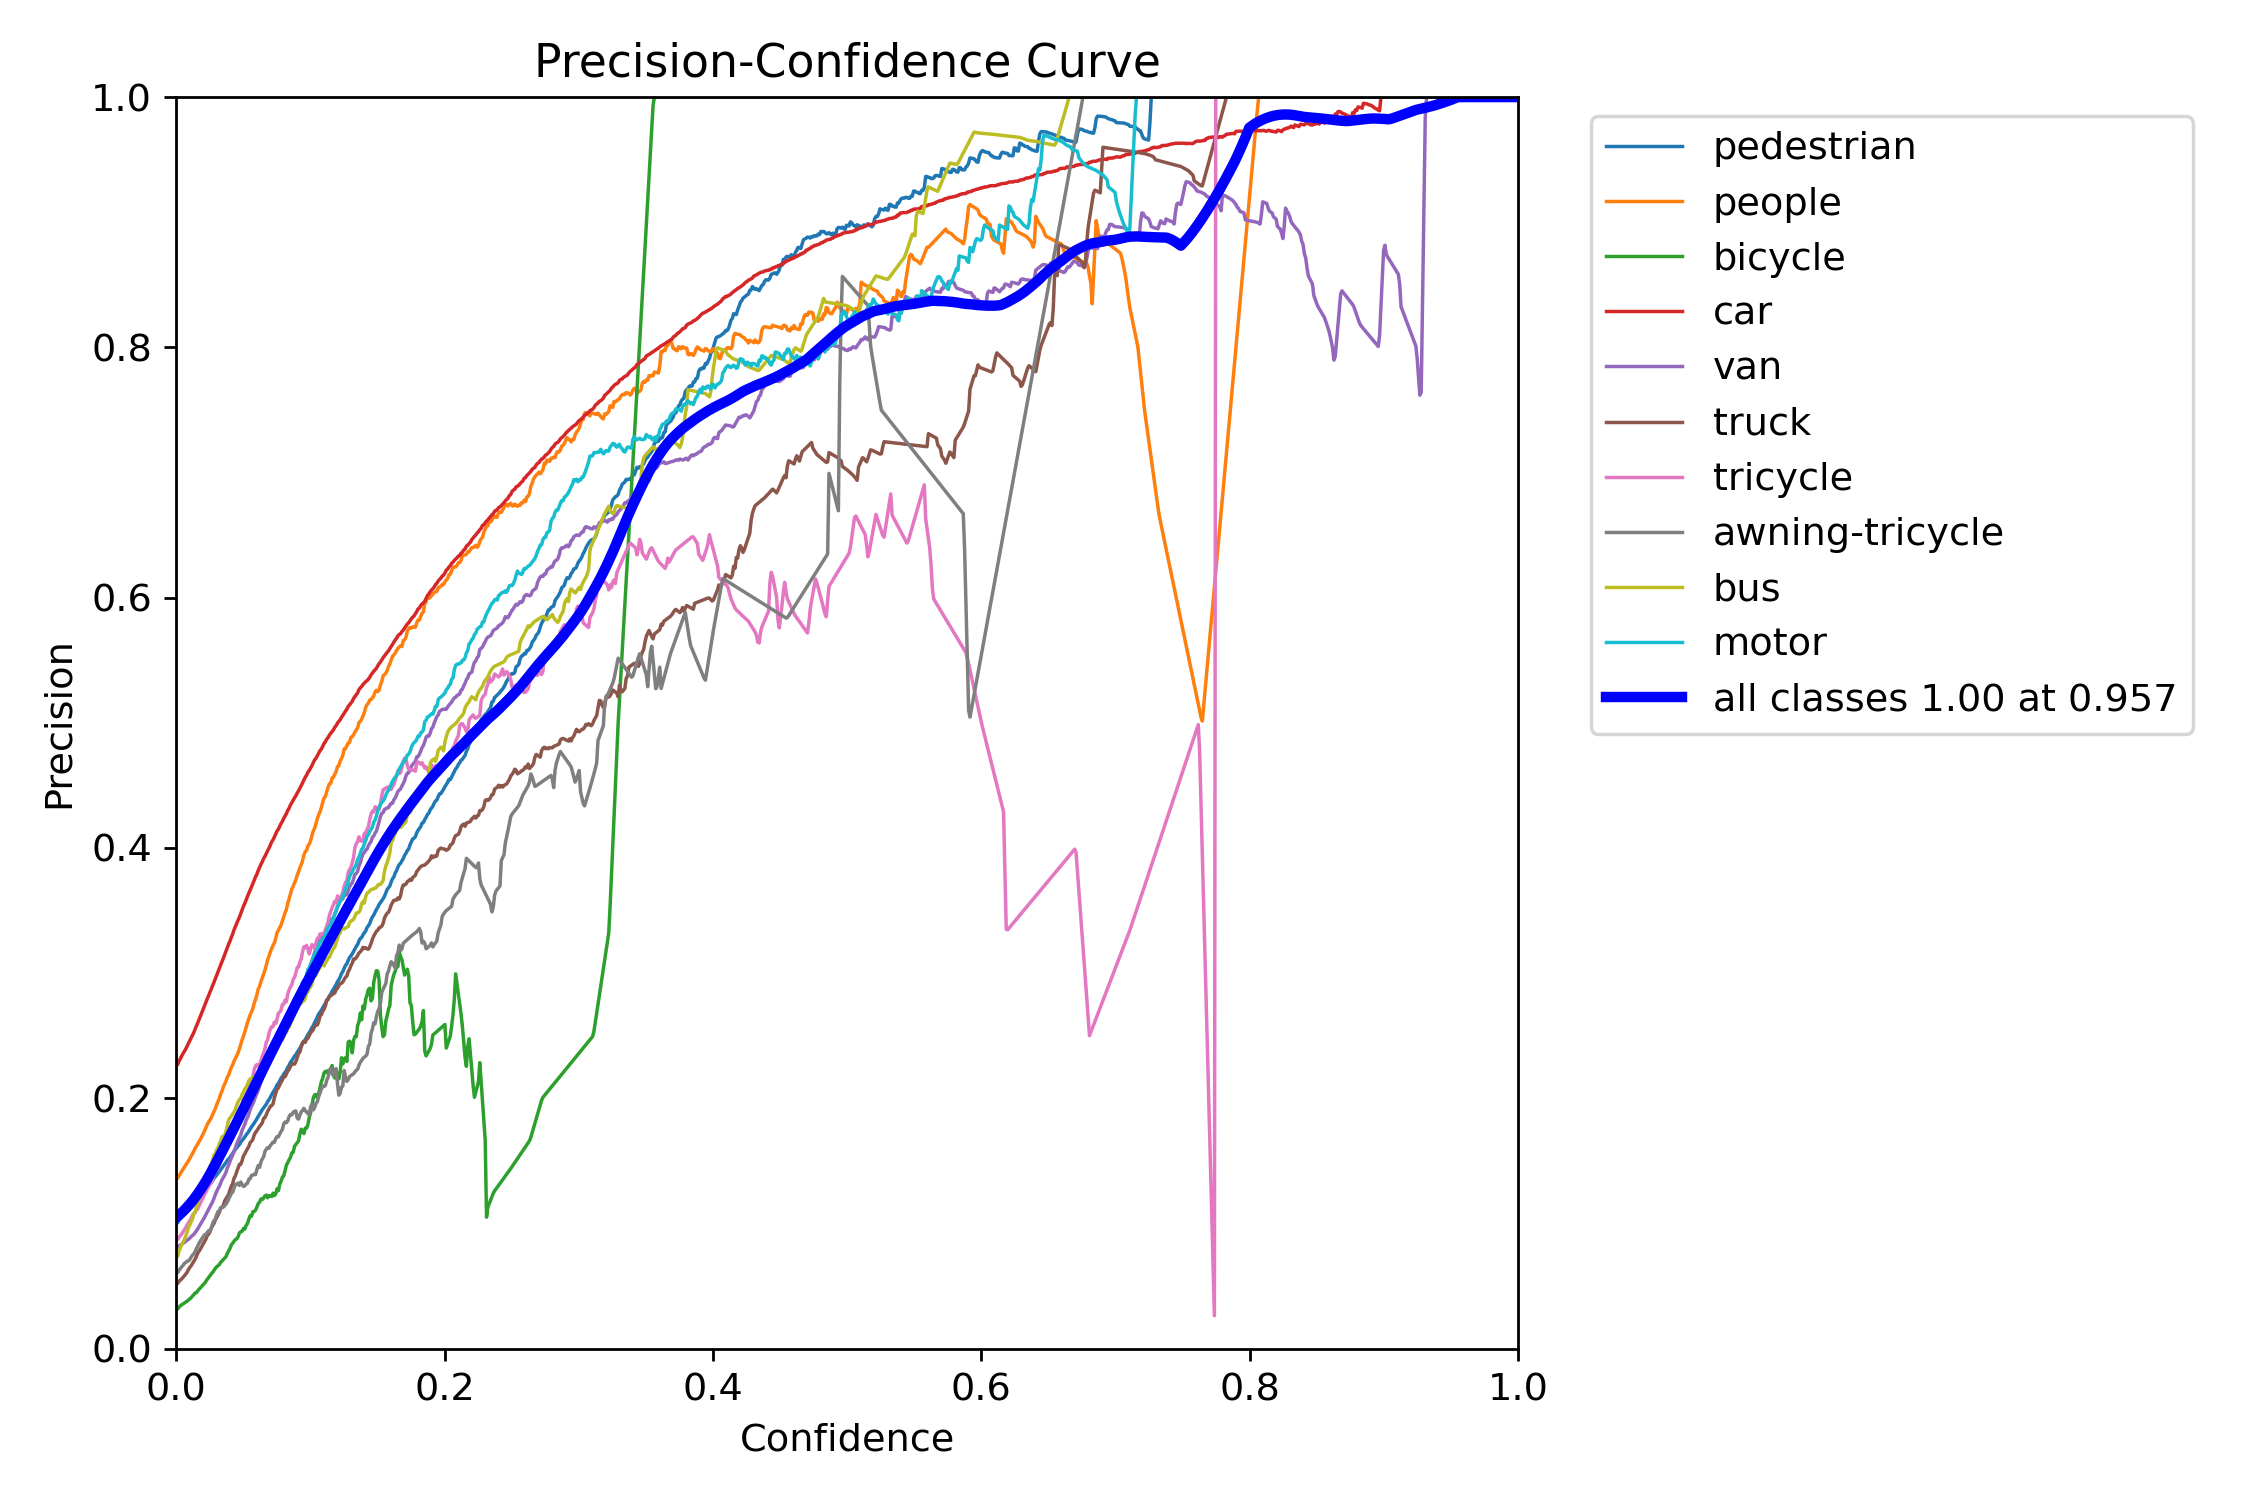 Precision-Confidence Curve
1.0
0.8
0.6
0.4
0.2
0.0
Precision
0.0 0.2 0.4 0.6 0.8 1.0
Confidence
pedestrian
people
bicycle
car
van
truck
tricycle
awning-tricycle
bus
motor
all classes 1.00 at 0.957